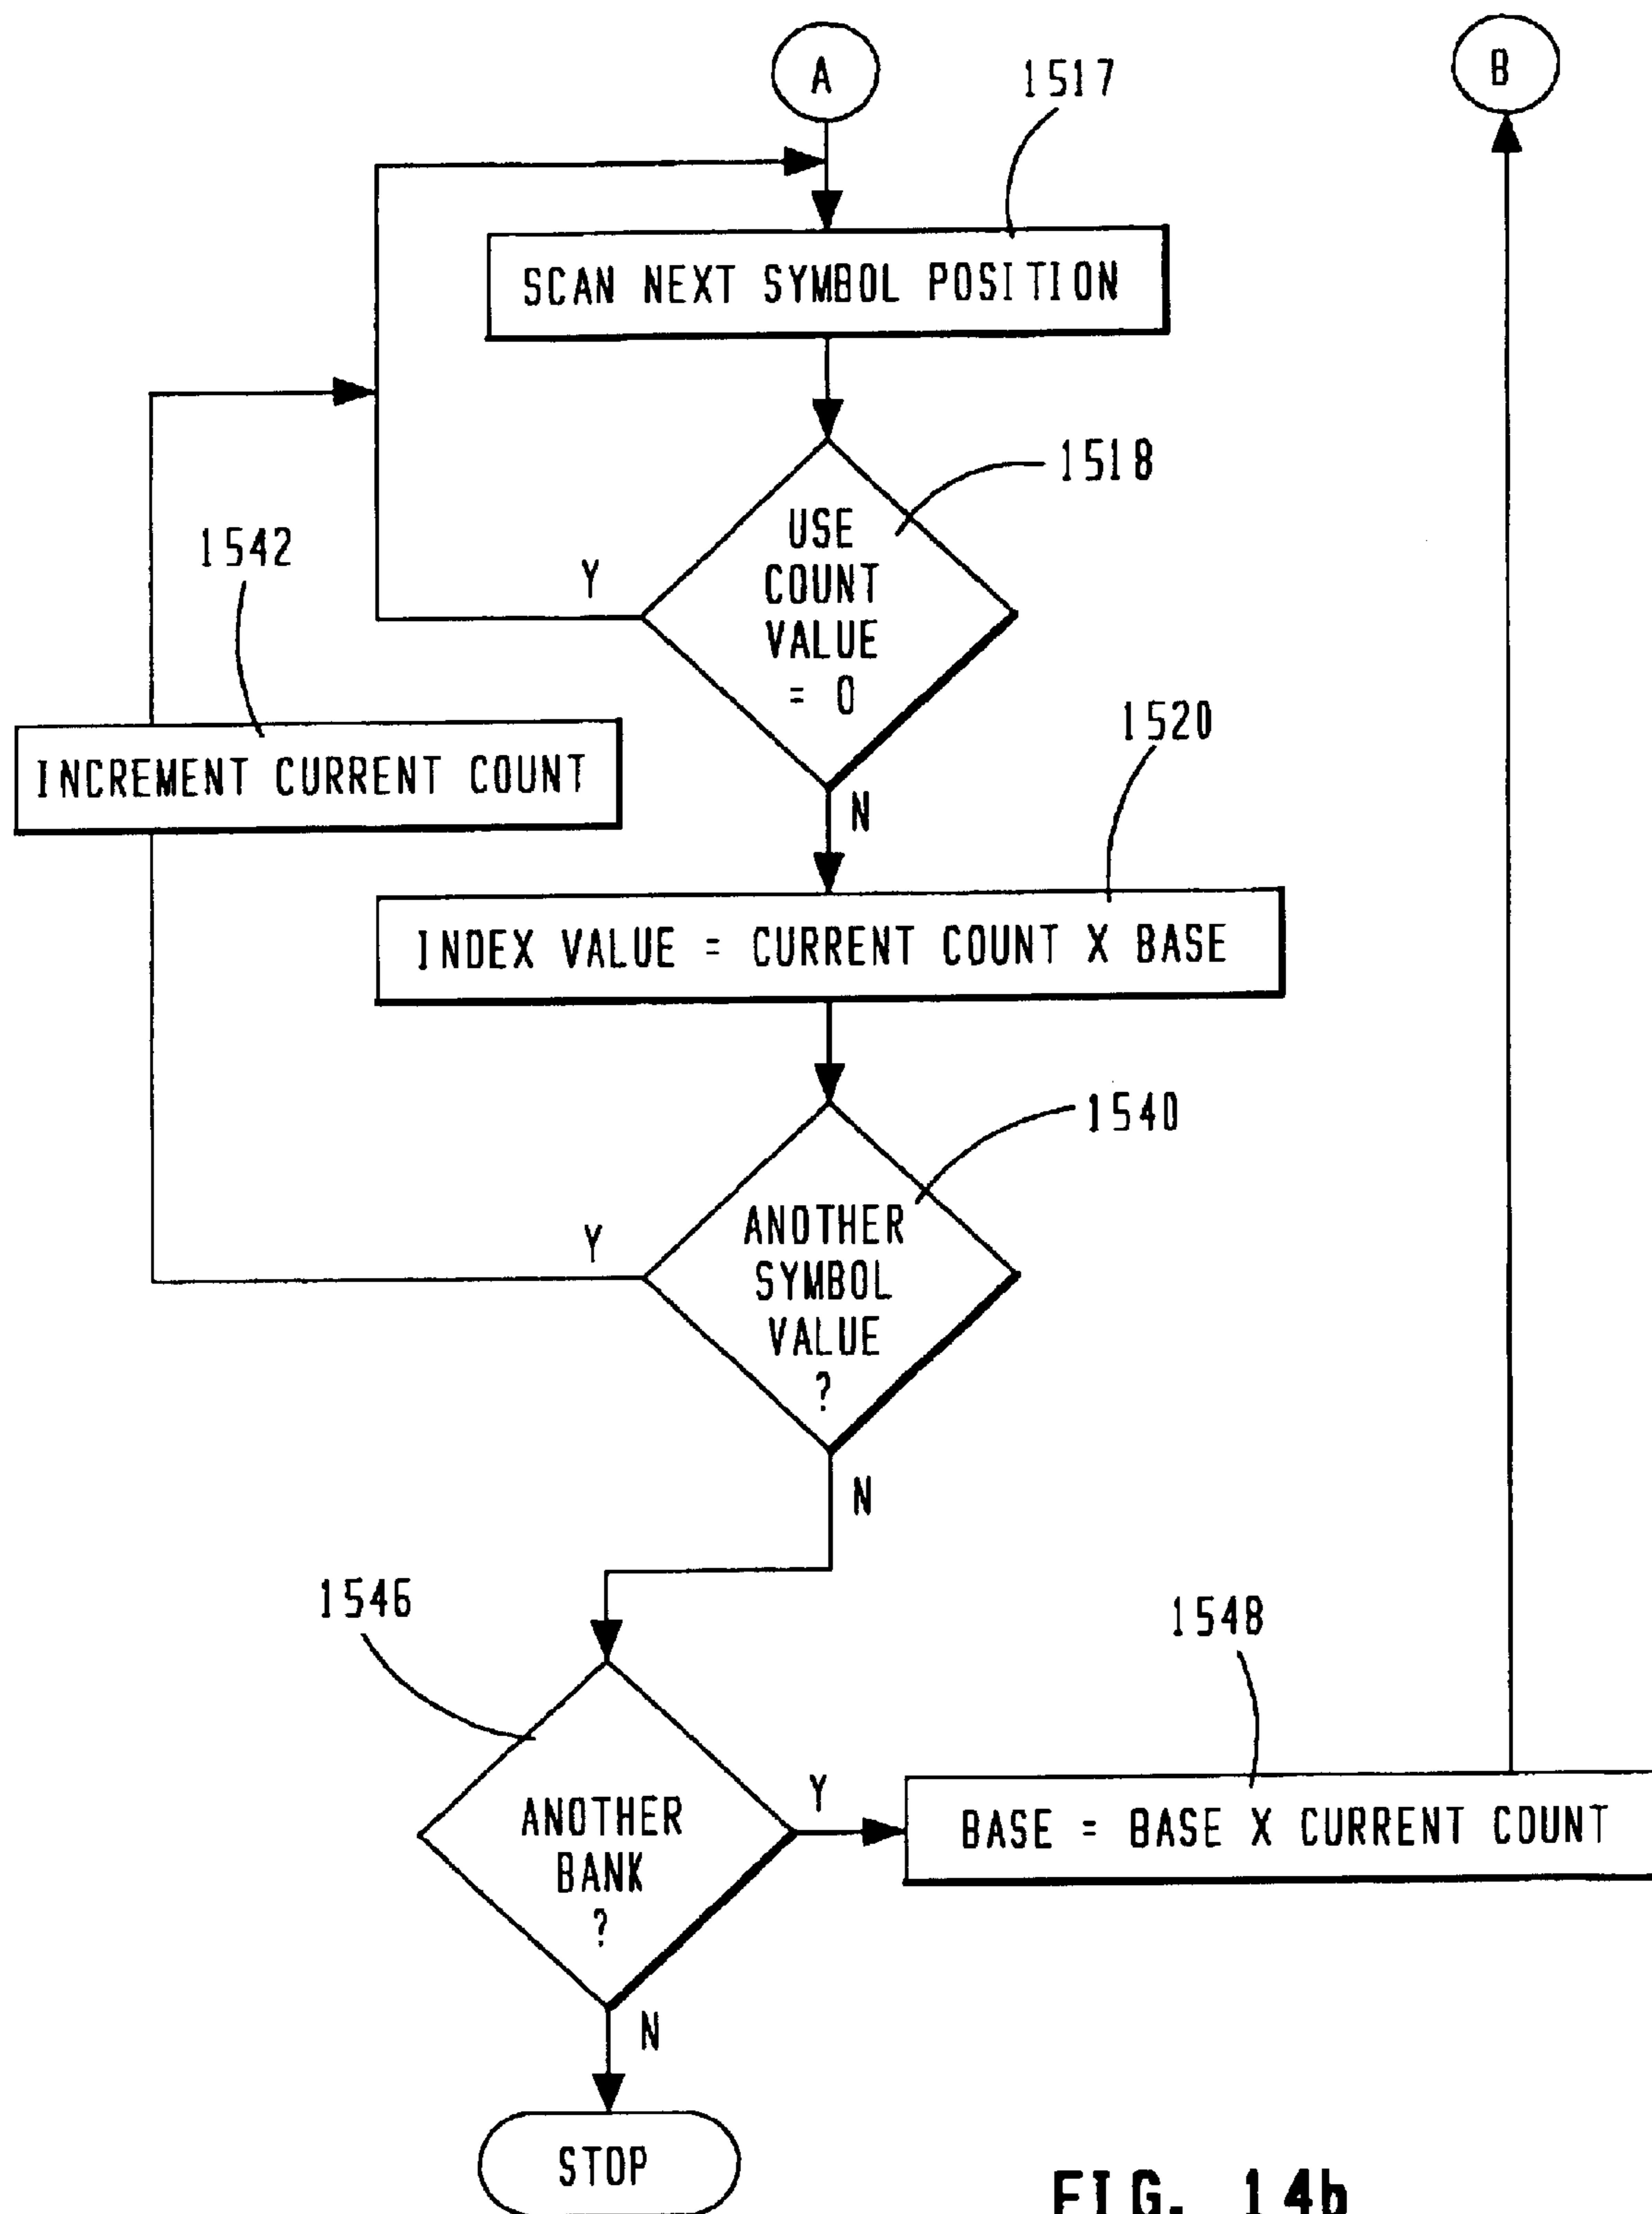 A
B
1517
SCAN NEXT SYMBOL POSITION
1518
USE
COUNT
VALUE
= 0
Y
1542
INCREMENT CURRENT COUNT
N
1520
INDEX VALUE = CURRENT COUNT X BASE
1540
ANOTHER
SYMBOL
VALUE
?
Y
N
1546
1548
ANOTHER
BANK
?
Y
BASE = BASE X CURRENT COUNT
N
STOP
FIG. 14b